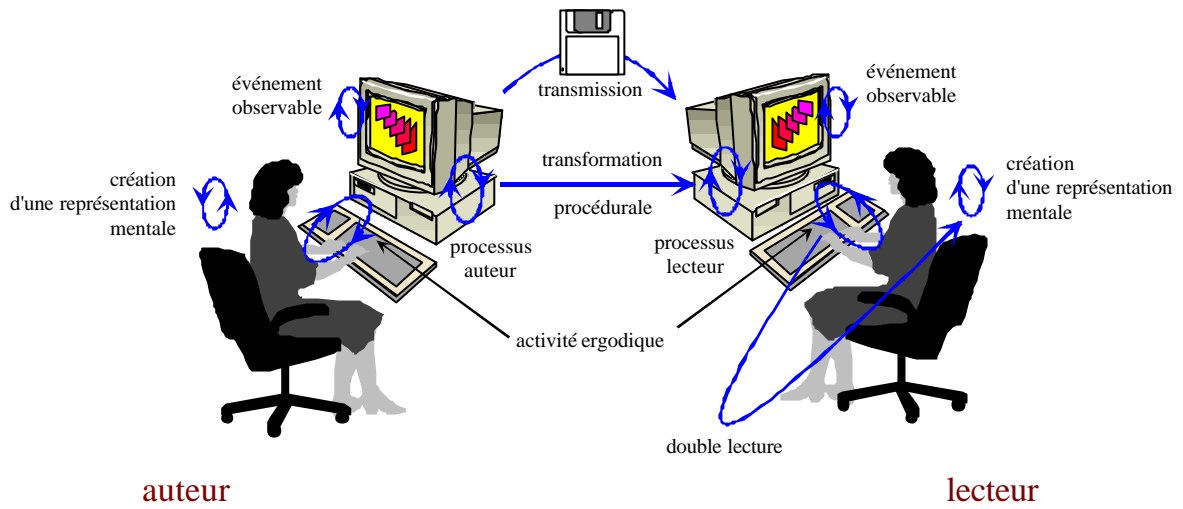 événement
observable
transmission
événement
observable
création
d'une représentation
mentale
transformation
procédurale
création
d'une représentation
mentale
processus
auteur
processus
lecteur
activité ergodique
double lecture
auteur
lecteur